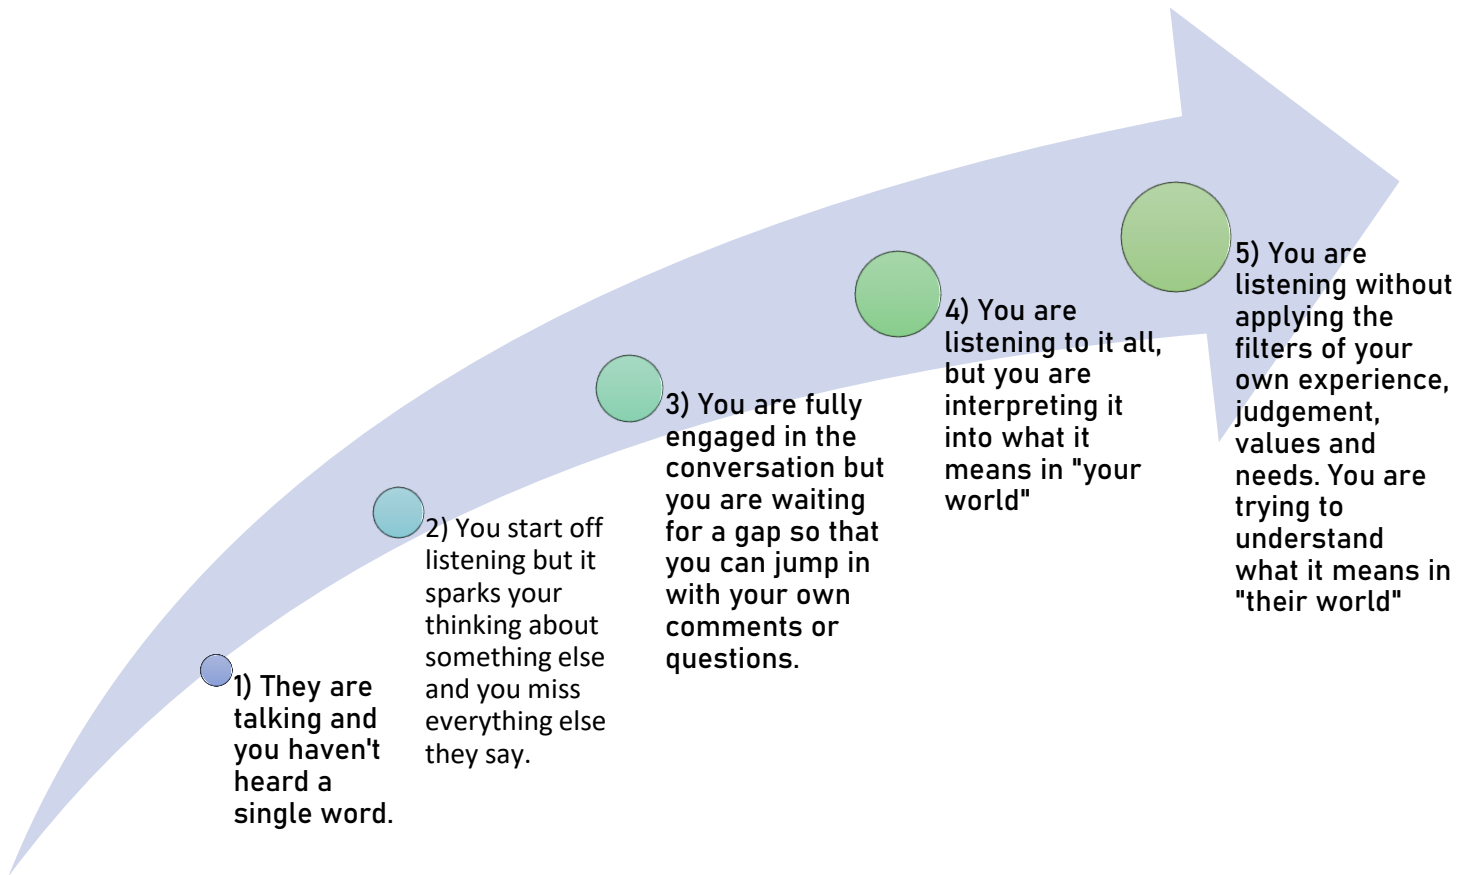 1) They are
talking and
you haven't
heard a
single word.
2) You start off
listening but it
sparks your
thinking about
something else
and you miss
everything else
they say.
3) You are fully
engaged in the
conversation but
you are waiting
for a gap so that
you can jump in
with your own
comments or
questions.
4) You are
listening to it all,
but you are
interpreting it
into what it
means in "your
world"
5) You are
listening without
applying the
filters of your
own experience,
judgement,
values and
needs. You are
trying to
understand
what it means in
"their world"